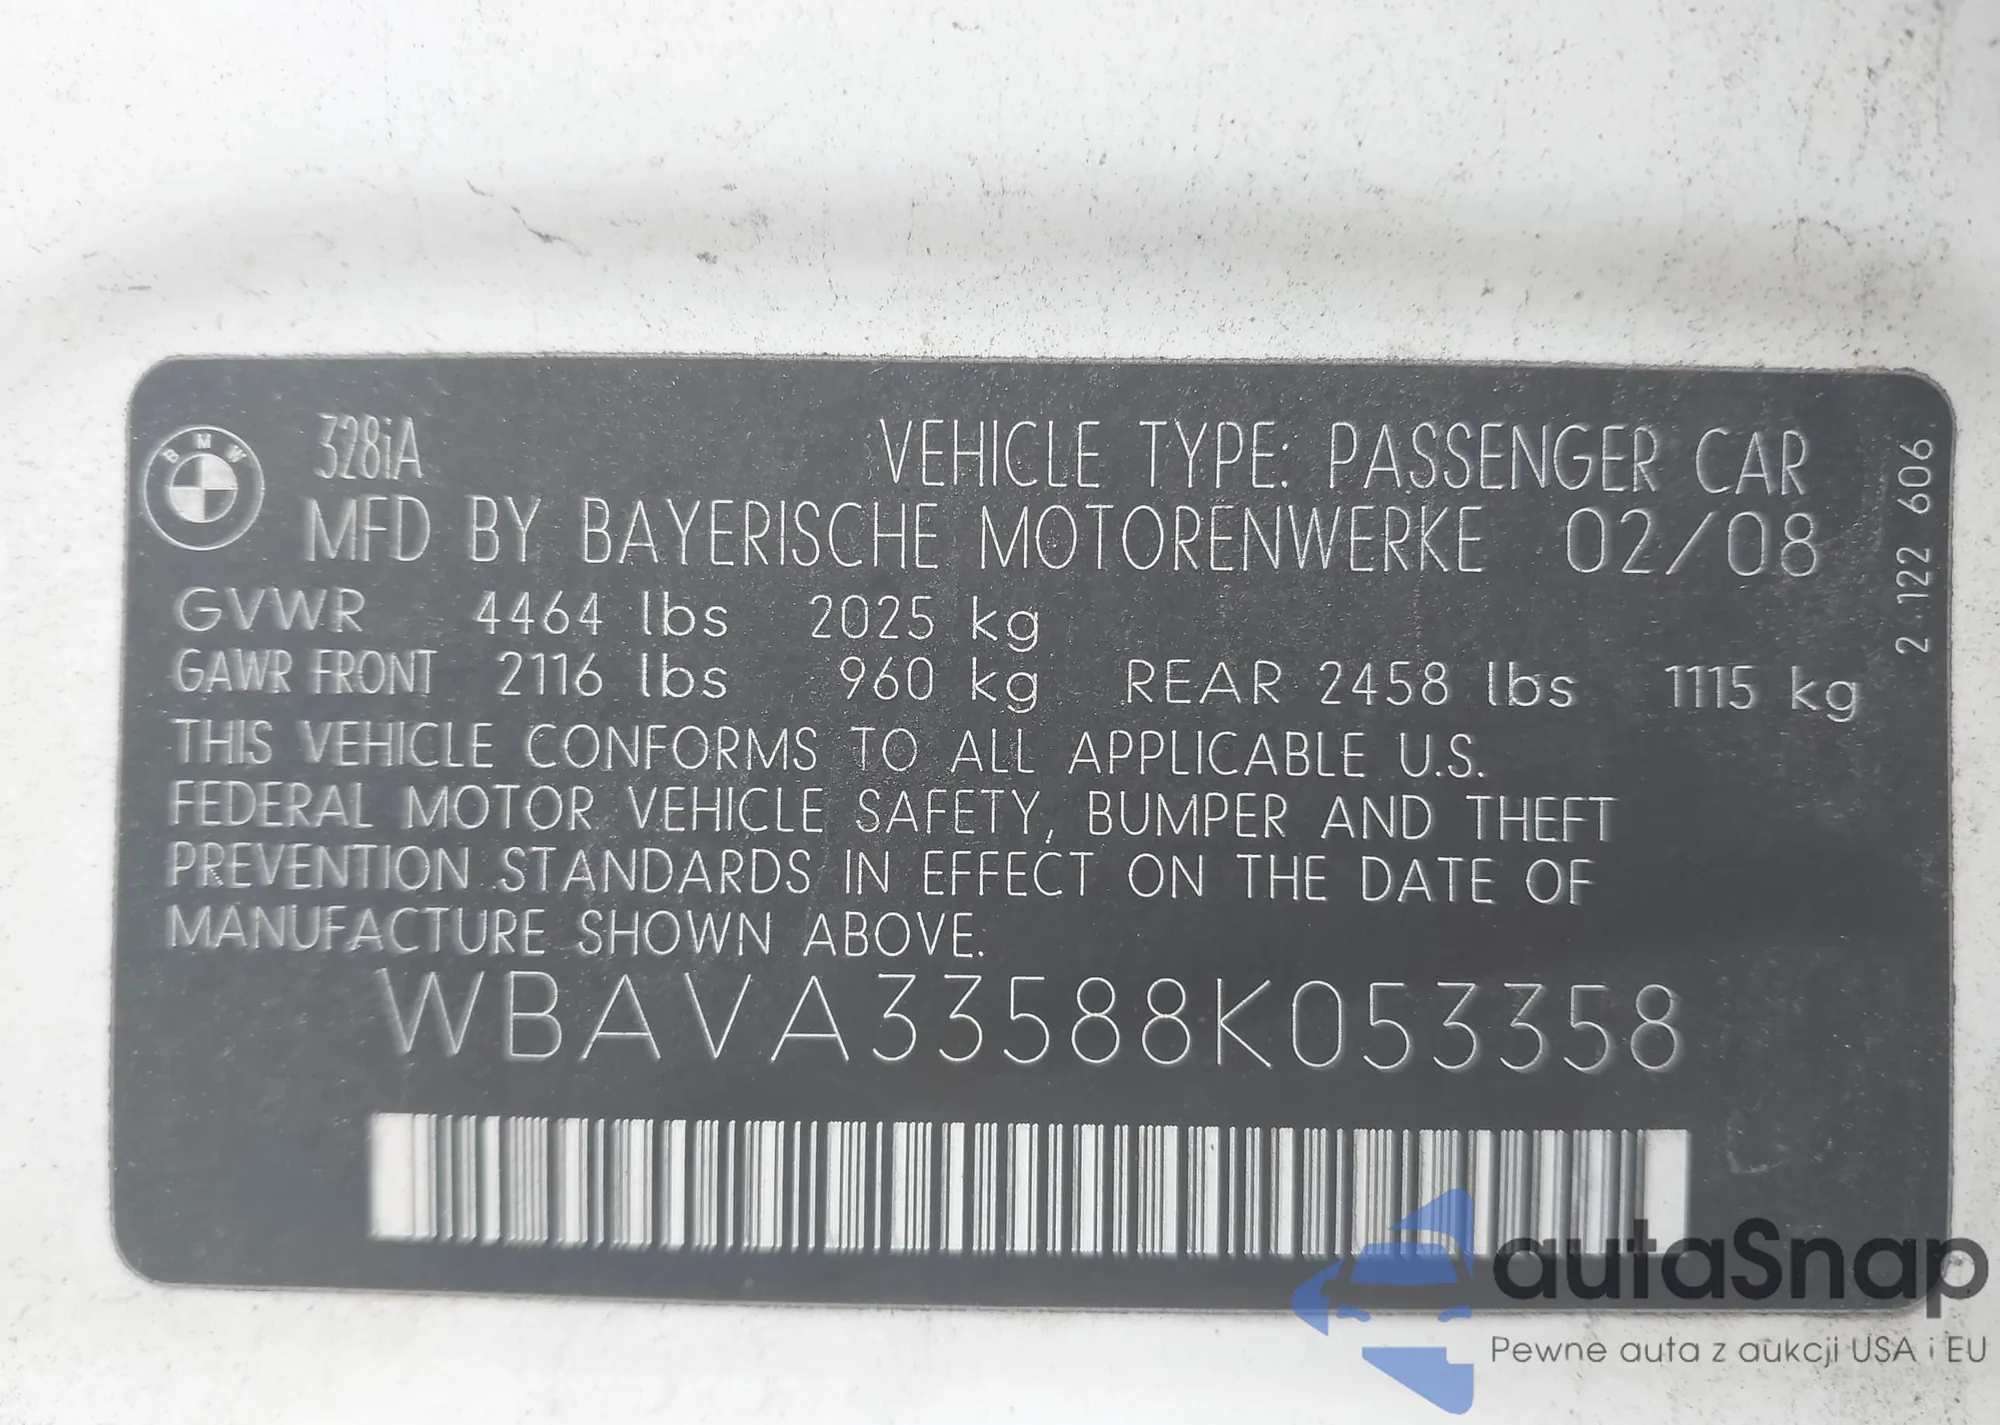 BMW
328iA VEHICLE TYPE: PASSENGER CAR
MFD BY BAYERISCHE MOTORENWERKE 02/08
GVWR 4464 lbs 2025 kg
GAWR FRONT 2116 lbs 960 kg REAR 2458 lbs 1115 kg
THIS VEHICLE CONFORMS TO ALL APPLICABLE U.S.
FEDERAL MOTOR VEHICLE SAFETY, BUMPER AND THEFT
PREVENTION STANDARDS IN EFFECT ON THE DATE OF
MANUFACTURE SHOWN ABOVE.
WBAVA33588K053358
2 122 606
autaSnap
Pewne auta z aukcji USA i EU